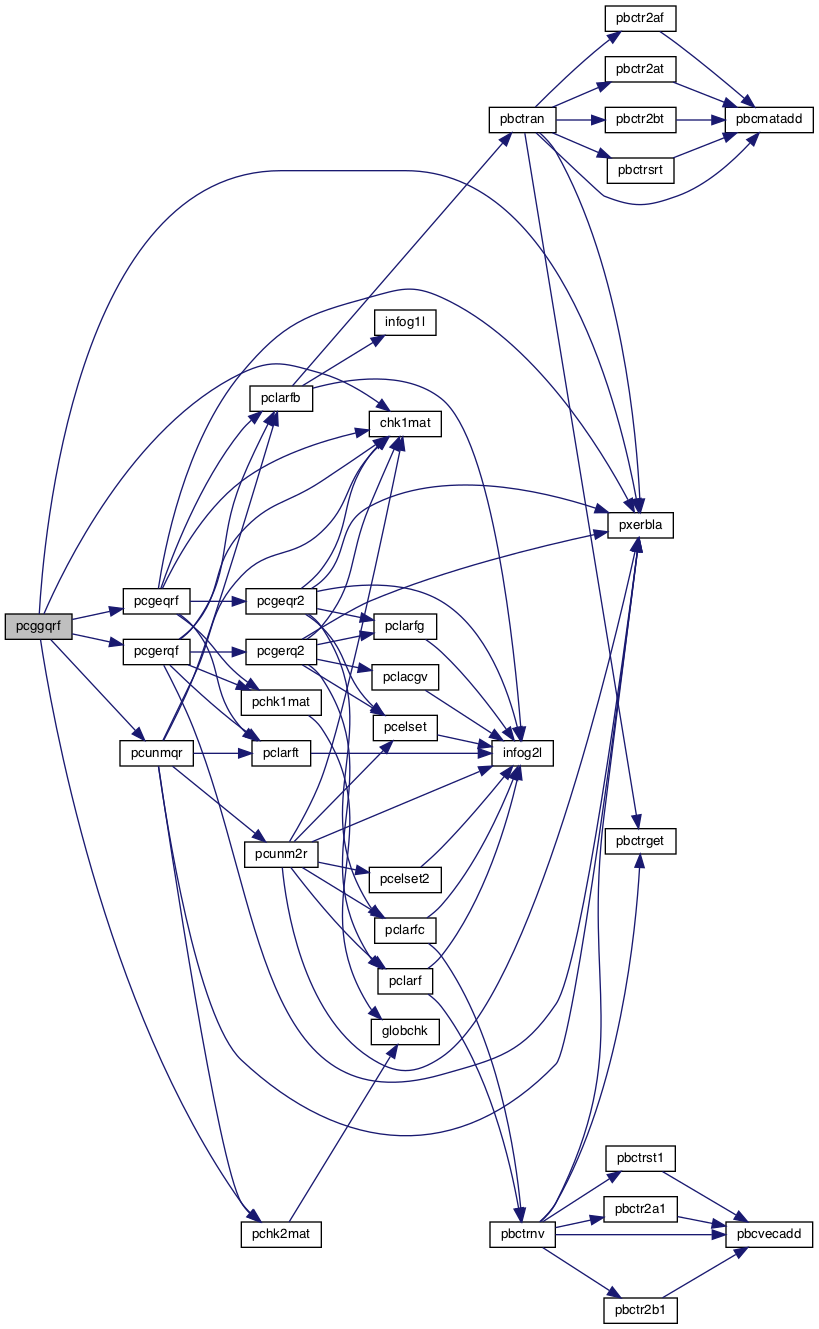 pbctr2af
pbctr2at
pbctran
pbctr2bt
pbcmatadd
pbctrsrt
infog1l
pclarfb
chk1mat
pxerbla
pcgeqrf
pcgeqr2
pcggqrf
pclarfg
pcgerqf
pcgerq2
pclacgv
pchk1mat
pcelset
pcunmqr
pclarft
infog2l
pbctrget
pcunm2r
pcelset2
pclarfc
pclarf
globchk
pbctrst1
pbctr2a1
pchk2mat
pbctrnv
pbcvecadd
pbctr2b1